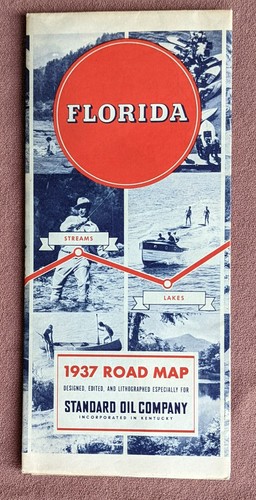 FLORIDA
STREAMS
LAKES
1937 ROAD MAP
DESIGNED, EDITED, AND LITHOGRAPHED ESPECIALLY FOR
STANDARD OIL COMPANY
INCORPORATED IN KENTUCKY